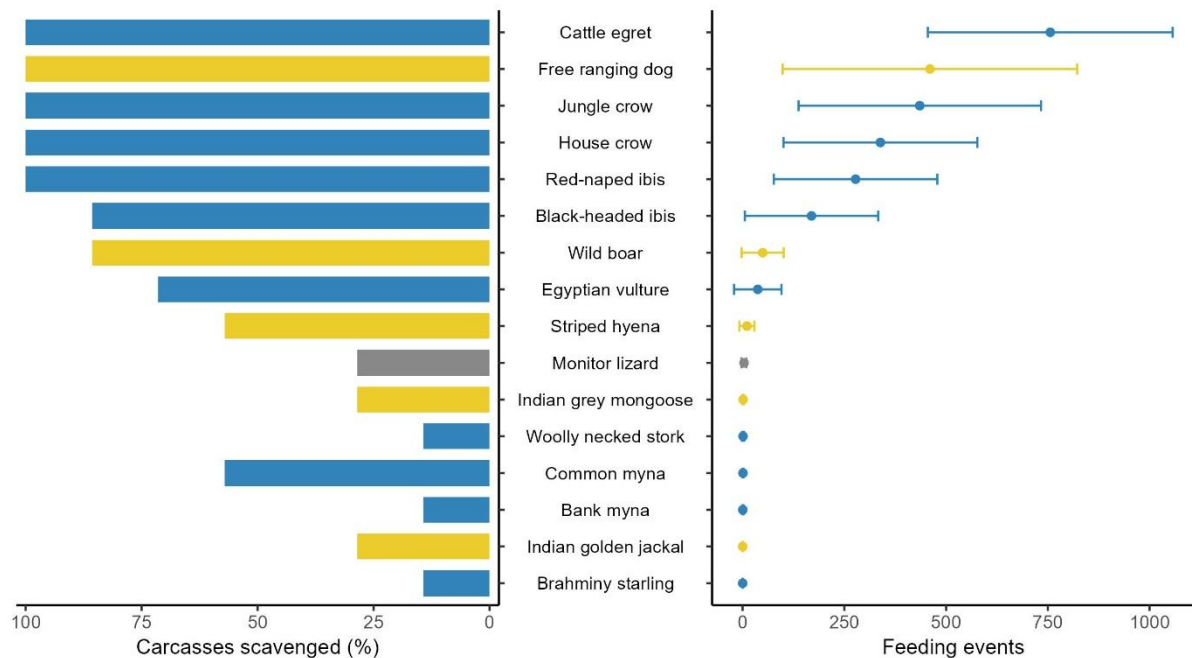 Cattle egret
Free ranging dog
Jungle crow
House crow
Red-naped ibis
Black-headed ibis
Wild boar
Egyptian vulture
Striped hyena
Monitor lizard
Indian grey mongoose
Woolly necked stork
Common myna
Bank myna
Indian golden jackal
Brahminy starling
100 75 50 25 0
Carcasses scavenged (%)
0 250 500 750 1000
Feeding events